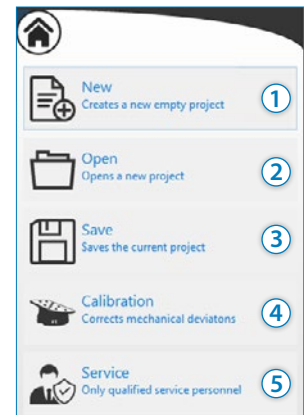 New
Creates a new empty project
1
Open
Opens a new project
2
Save
Saves the current project
3
Calibration
Corrects mechanical deviatons
4
Service
Only qualified service personnel
5